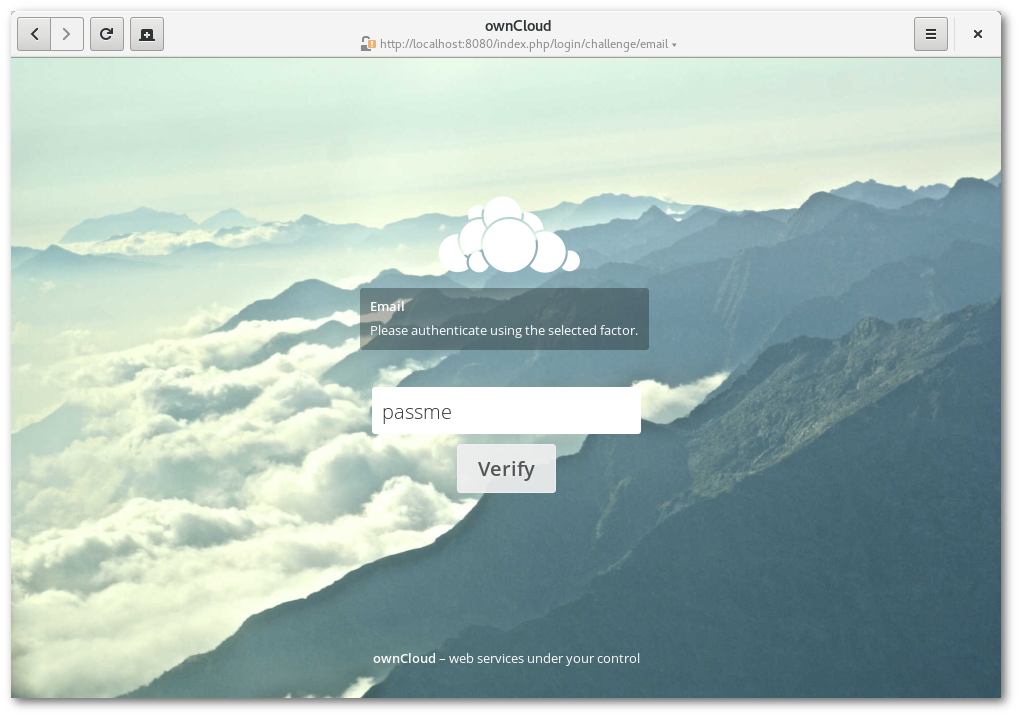 ownCloud
http://localhost:8080/index.php/login/challenge/email
Email
Please authenticate using the selected factor.
passme
Verify
ownCloud – web services under your control